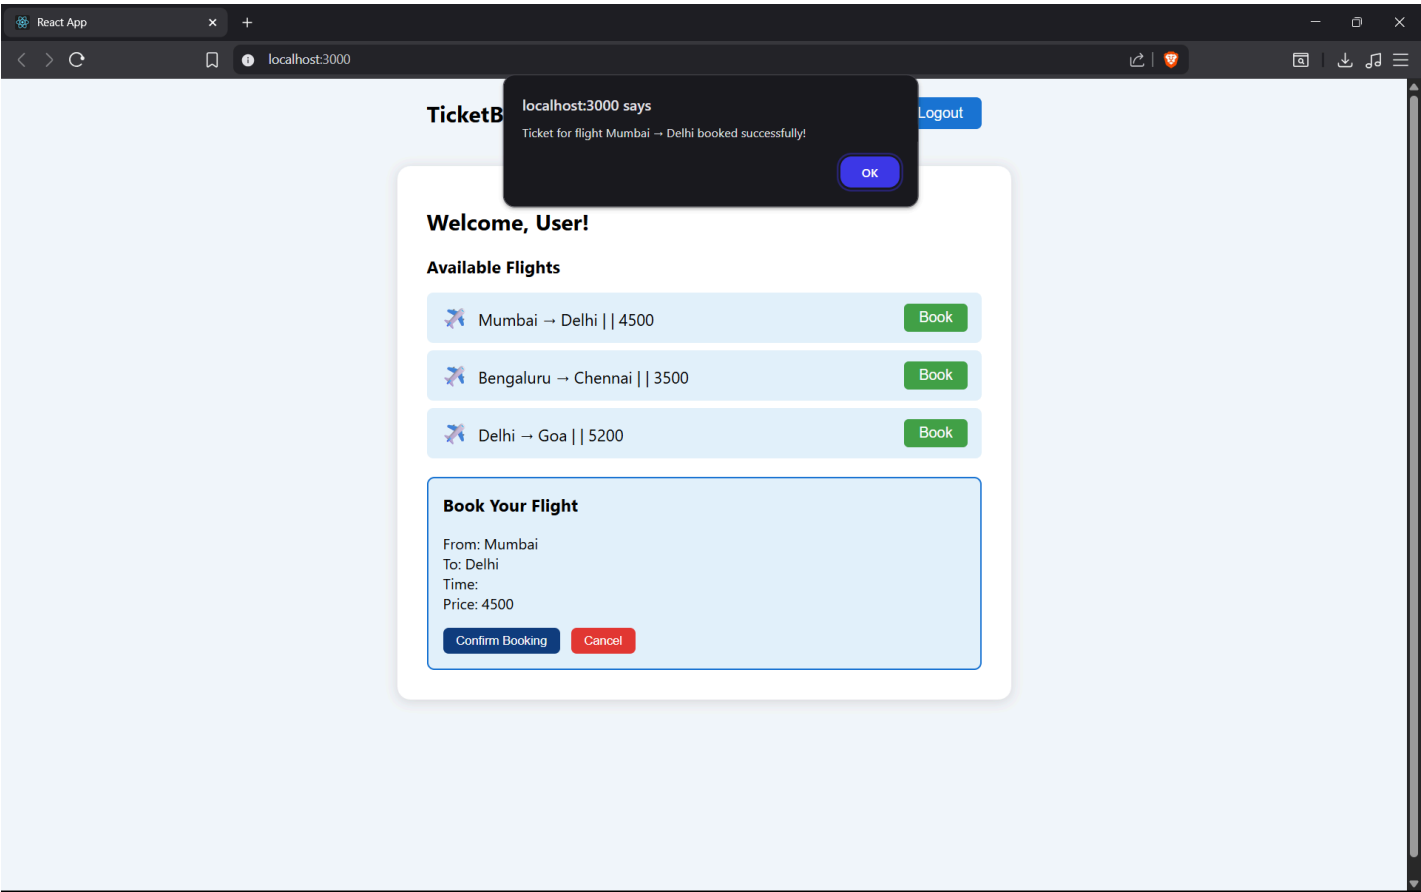 React App
localhost:3000
localhost:3000 says
Ticket for flight Mumbai → Delhi booked successfully!
OK
TicketB
Logout
Welcome, User!
Available Flights
Mumbai → Delhi | | 4500
Book
Bengaluru → Chennai | | 3500
Book
Delhi → Goa | | 5200
Book
Book Your Flight
From: Mumbai
To: Delhi
Time:
Price: 4500
Confirm Booking
Cancel